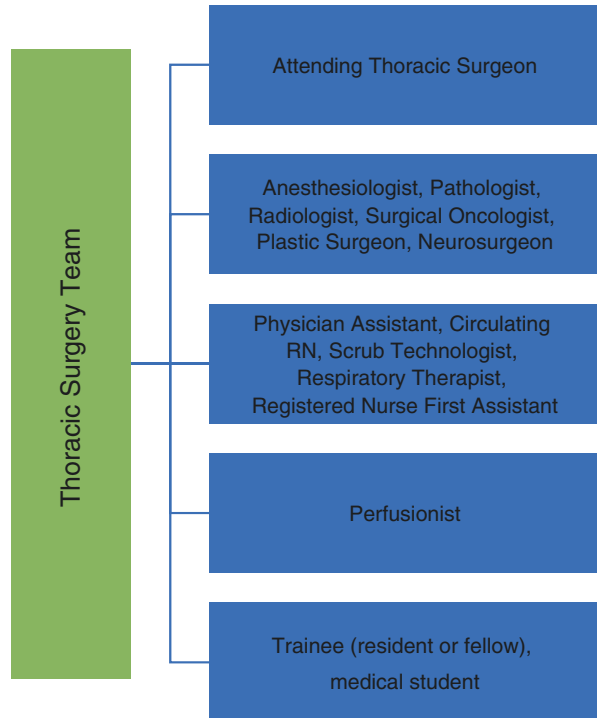 Thoracic Surgery Team
Attending Thoracic Surgeon
Anesthesiologist, Pathologist,
Radiologist, Surgical Oncologist,
Plastic Surgeon, Neurosurgeon
Physician Assistant, Circulating
RN, Scrub Technologist,
Respiratory Therapist,
Registered Nurse First Assistant
Perfusionist
Trainee (resident or fellow),
medical student